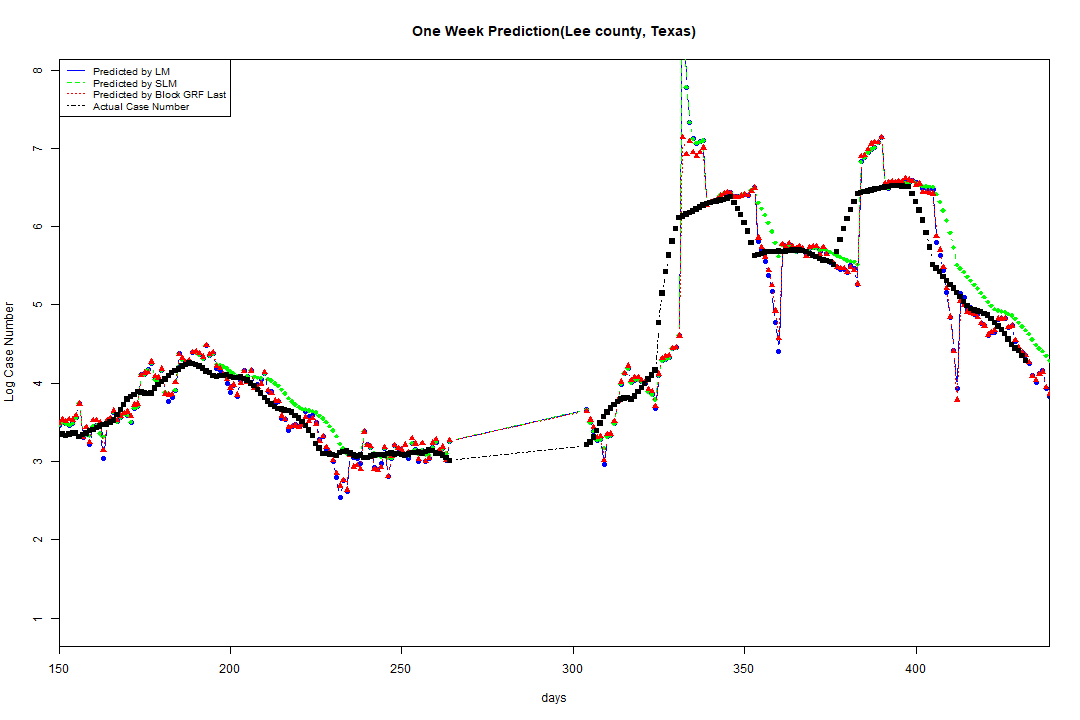 One Week Prediction(Lee county, Texas)
Predicted by LM
Predicted by SLM
Predicted by Block GRF Last
Actual Case Number
Log Case Number
8
7
6
5
4
3
2
1
150 200 250 300 350 400
days